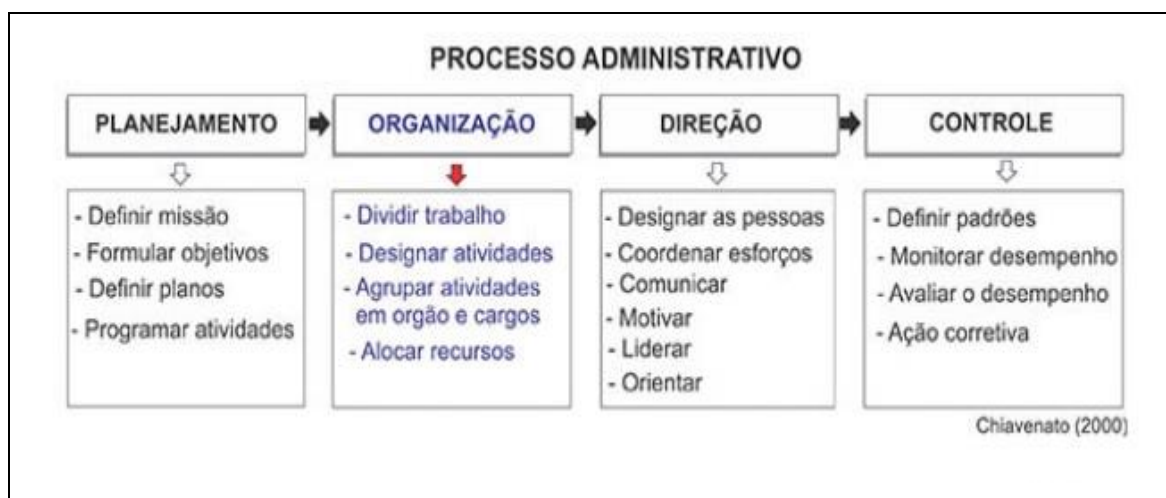 PROCESSO ADMINISTRATIVO
PLANEJAMENTO
- Definir missão
- Formular objetivos
- Definir planos
- Programar atividades
ORGANIZAÇÃO
- Dividir trabalho
- Designar atividades
- Agrupar atividades
em orgão e cargos
- Alocar recursos
DIREÇÃO
- Designar as pessoas
- Coordenar esforços
- Comunicar
- Motivar
- Liderar
- Orientar
CONTROLE
- Definir padrões
- Monitorar desempenho
- Avaliar o desempenho
- Ação corretiva
Chiavenato (2000)